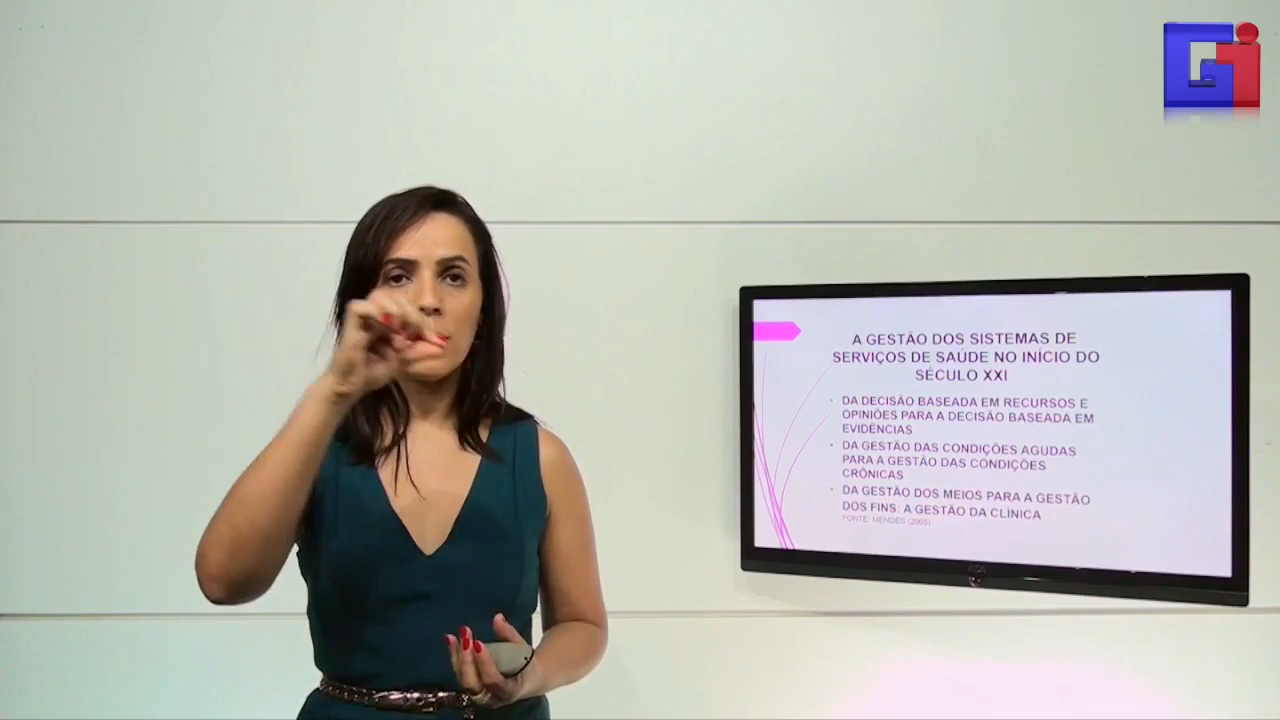 Gi
A GESTÃO DOS SISTEMAS DE
SERVIÇOS DE SAÚDE NO INÍCIO DO
SÉCULO XXI
• DA DECISÃO BASEADA EM RECURSOS E
OPINIÕES PARA A DECISÃO BASEADA EM
EVIDÊNCIAS
• DA GESTÃO DAS CONDIÇÕES AGUDAS
PARA A GESTÃO DAS CONDIÇÕES
CRÔNICAS
• DA GESTÃO DOS MEIOS PARA A GESTÃO
DOS FINS: A GESTÃO DA CLÍNICA
FONTE: MENDES (2005)